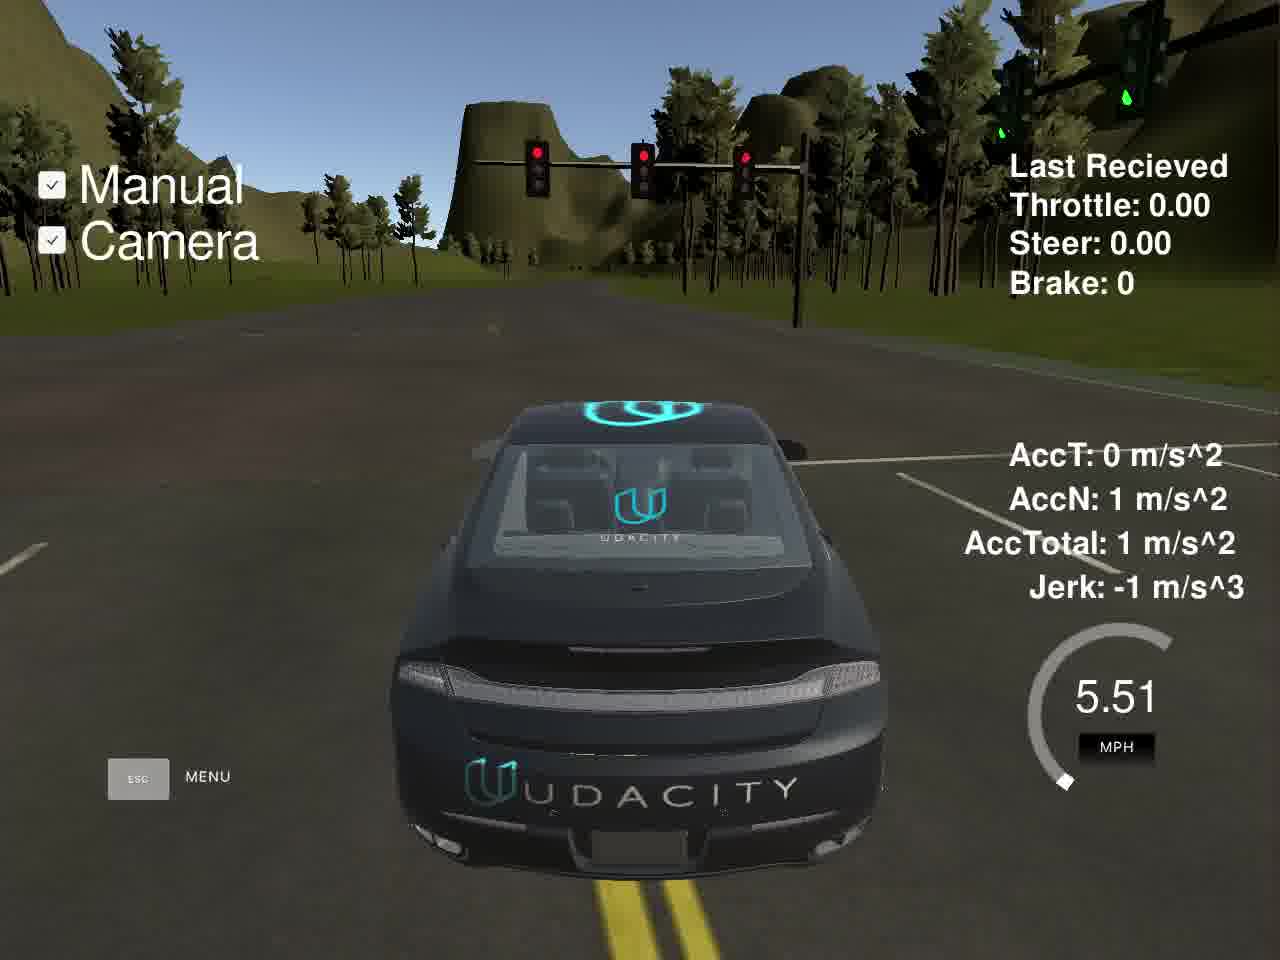 Manual
Camera
Last Recieved
Throttle: 0.00
Steer: 0.00
Brake: 0
AccT: 0 m/s^2
AccN: 1 m/s^2
AccTotal: 1 m/s^2
Jerk: -1 m/s^3
UDACITY
5.51
MPH
ESC MENU
UDACITY